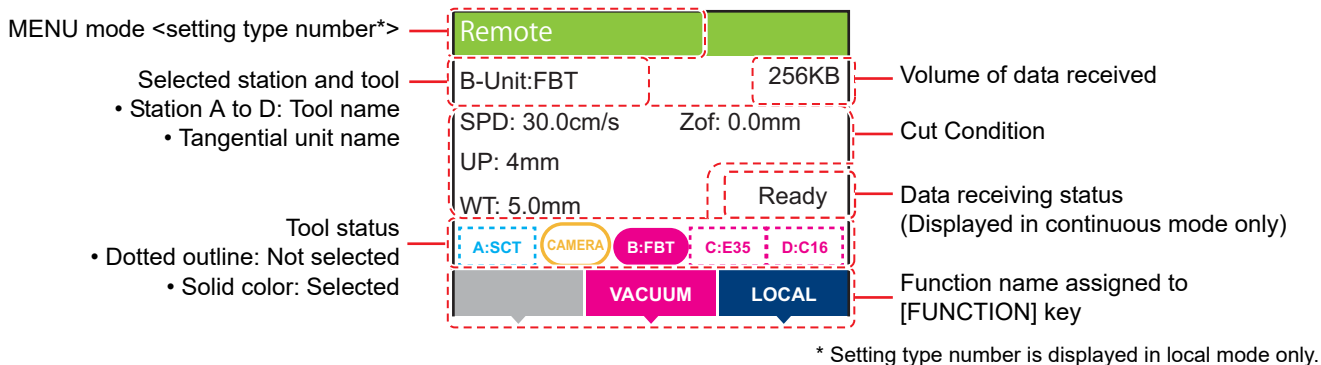 MENU mode <setting type number*>
Remote
Selected station and tool
• Station A to D: Tool name
• Tangential unit name
B-Unit:FBT
256KB
Volume of data received
SPD: 30.0cm/s Zof: 0.0mm
UP: 4mm
WT: 5.0mm
Cut Condition
Ready
Data receiving status
(Displayed in continuous mode only)
Tool status
• Dotted outline: Not selected
• Solid color: Selected
A:SCT CAMERA B:FBT C:E35 D:C16
VACUUM LOCAL
Function name assigned to
[FUNCTION] key
* Setting type number is displayed in local mode only.